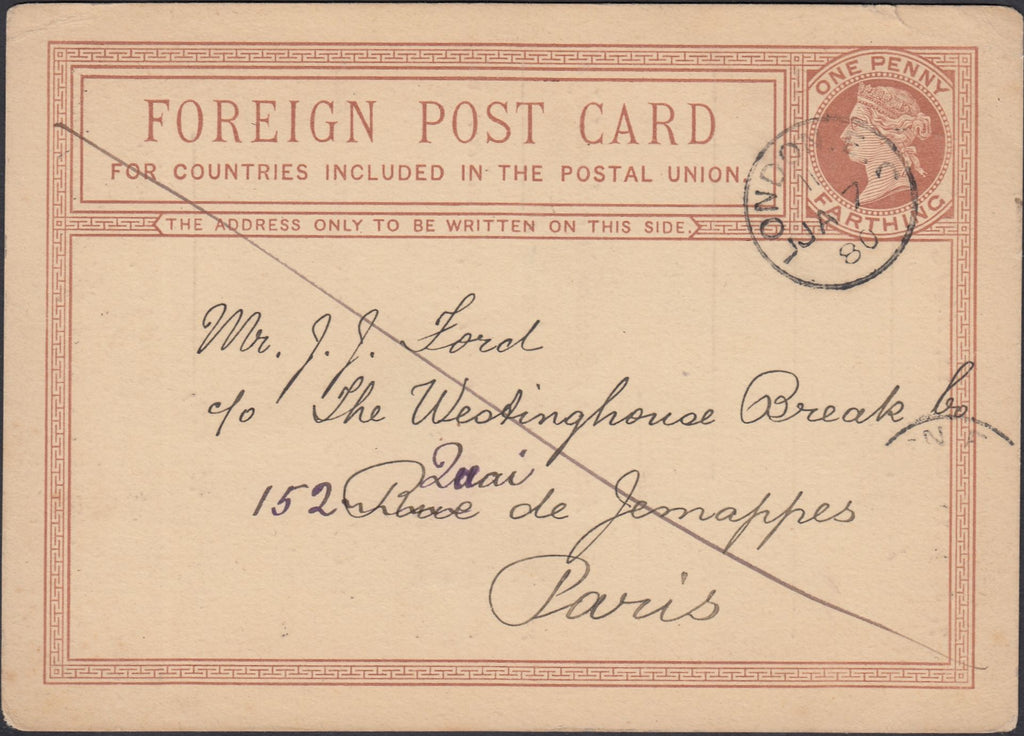 FOREIGN POST CARD
FOR COUNTRIES INCLUDED IN THE POSTAL UNION.
THE ADDRESS ONLY TO BE WRITTEN ON THIS SIDE.
ONE PENNY
FARTHING
LONDON
JA 7
80
Mr. J. J. Ford
c/o The Westinghouse Break Co
Quai
152 Rue de Jemappes
Paris